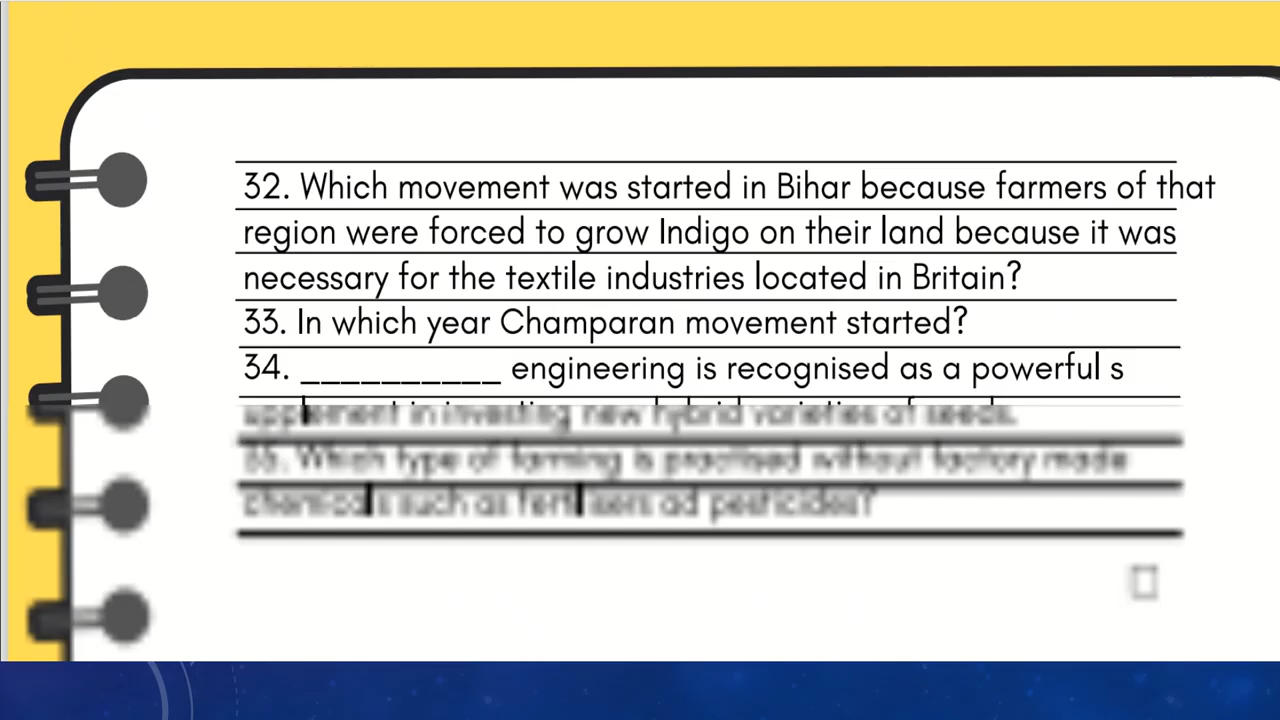 32. Which movement was started in Bihar because farmers of that
region were forced to grow Indigo on their land because it was
necessary for the textile industries located in Britain?
33. In which year Champaran movement started?
34. __________ engineering is recognised as a powerful s
upplement in investing new hybrid varieties of seeds.
35. Which type of farming is practised without factory made
chemicals such as fertilisers ad pesticides?